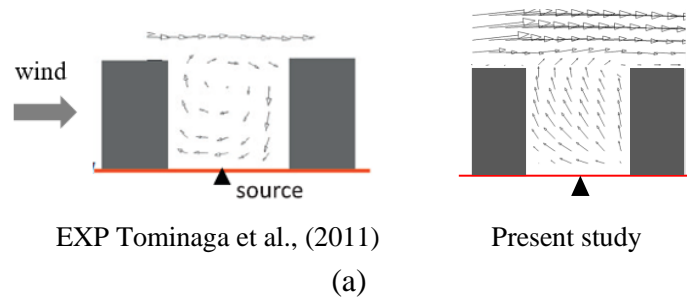 wind
source
EXP Tominaga et al., (2011) Present study
(a)